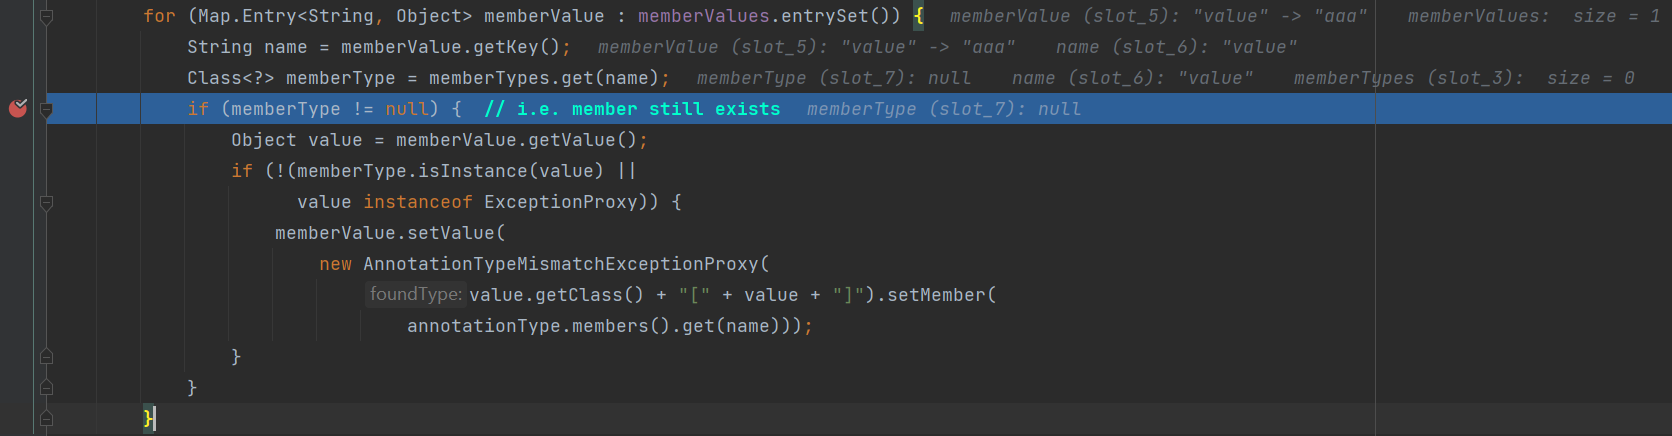 for (Map.Entry<String, Object> memberValue : memberValues.entrySet()) { memberValue (slot_5): "value" -> "aaa" memberValues: size = 1
String name = memberValue.getKey(); memberValue (slot_5): "value" -> "aaa" name (slot_6): "value"
Class<?> memberType = memberTypes.get(name); memberType (slot_7): null name (slot_6): "value" memberTypes (slot_3): size = 0
if (memberType != null) { // i.e. member still exists memberType (slot_7): null
Object value = memberValue.getValue();
if (!(memberType.isInstance(value) ||
value instanceof ExceptionProxy)) {
memberValue.setValue(
new AnnotationTypeMismatchExceptionProxy(
foundType: value.getClass() + "[" + value + "]").setMember(
annotationType.members().get(name)));
}
}
}